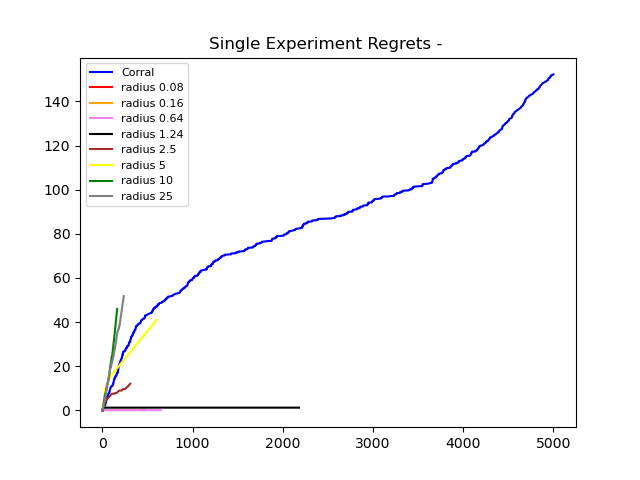 Single Experiment Regrets -
Corral
radius 0.08
radius 0.16
radius 0.64
radius 1.24
radius 2.5
radius 5
radius 10
radius 25
140
120
100
80
60
40
20
0
0 1000 2000 3000 4000 5000